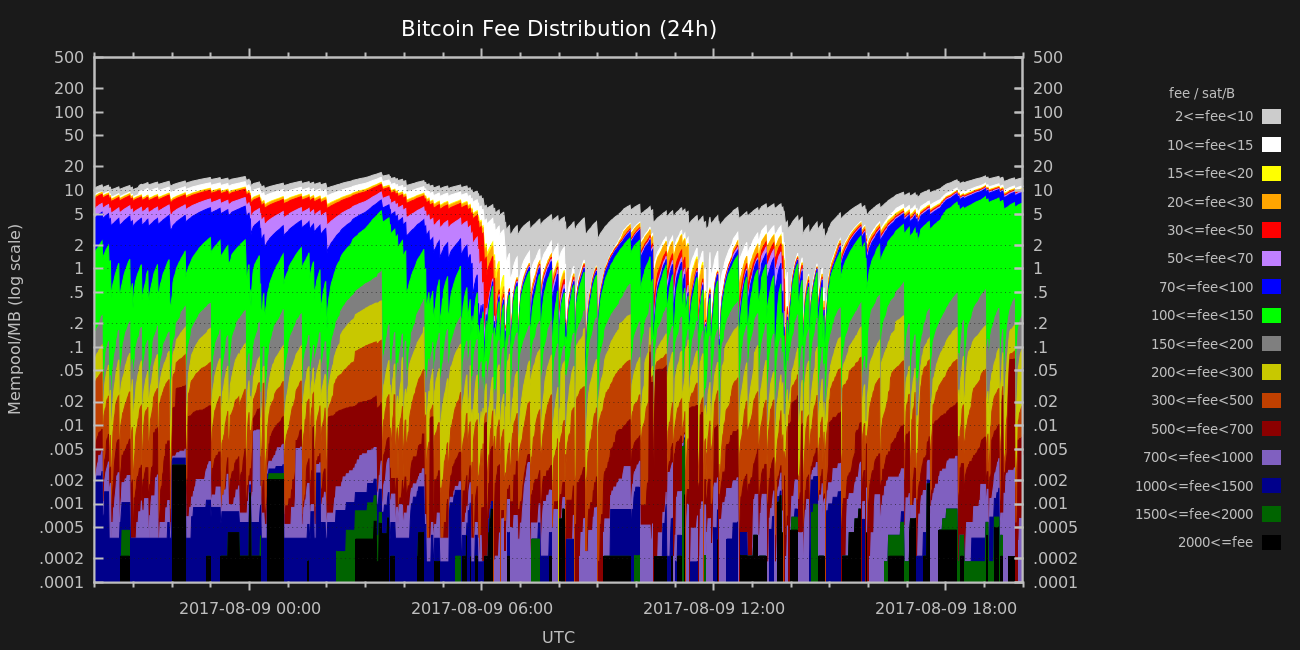 Bitcoin Fee Distribution (24h)
500
200
100
50
20
10
5
2
1
.5
.2
.1
.05
.02
.01
.005
.002
.001
.0005
.0002
.0001
Mempool/MB (log scale)
500
200
100
50
20
10
5
2
1
.5
.2
.1
.05
.02
.01
.005
.002
.001
.0005
.0002
.0001
2017-08-09 00:00
2017-08-09 06:00
2017-08-09 12:00
2017-08-09 18:00
UTC
fee / sat/B
2<=fee<10
10<=fee<15
15<=fee<20
20<=fee<30
30<=fee<50
50<=fee<70
70<=fee<100
100<=fee<150
150<=fee<200
200<=fee<300
300<=fee<500
500<=fee<700
700<=fee<1000
1000<=fee<1500
1500<=fee<2000
2000<=fee